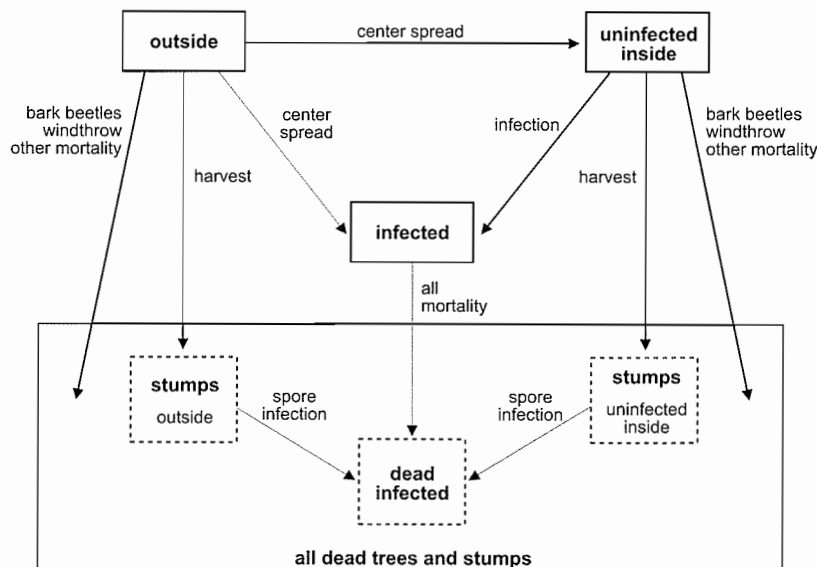 outside
center spread
uninfected
inside
bark beetles
windthrow
other mortality
center
spread
infection
bark beetles
windthrow
other mortality
harvest
harvest
infected
all
mortality
stumps
outside
spore
infection
spore
infection
stumps
uninfected
inside
dead
infected
all dead trees and stumps